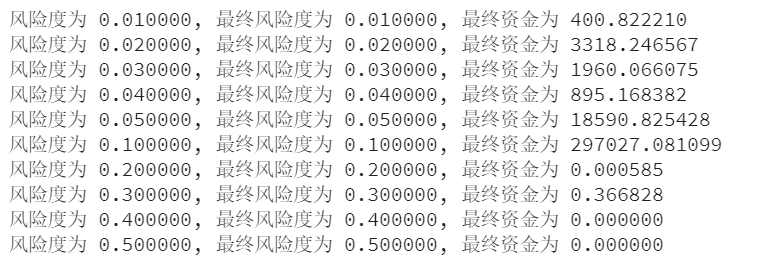 风险度为 0.010000, 最终风险度为 0.010000, 最终资金为 400.822210
风险度为 0.020000, 最终风险度为 0.020000, 最终资金为 3318.246567
风险度为 0.030000, 最终风险度为 0.030000, 最终资金为 1960.066075
风险度为 0.040000, 最终风险度为 0.040000, 最终资金为 895.168382
风险度为 0.050000, 最终风险度为 0.050000, 最终资金为 18590.825428
风险度为 0.100000, 最终风险度为 0.100000, 最终资金为 297027.081099
风险度为 0.200000, 最终风险度为 0.200000, 最终资金为 0.000585
风险度为 0.300000, 最终风险度为 0.300000, 最终资金为 0.366828
风险度为 0.400000, 最终风险度为 0.400000, 最终资金为 0.000000
风险度为 0.500000, 最终风险度为 0.500000, 最终资金为 0.000000